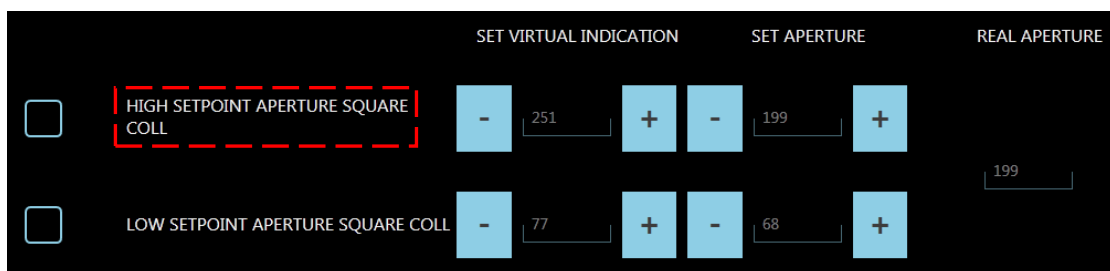 SET VIRTUAL INDICATION SET APERTURE REAL APERTURE
HIGH SETPOINT APERTURE SQUARE
COLL
- 251 + - 199 +
199
LOW SETPOINT APERTURE SQUARE COLL - 77 + - 68 +